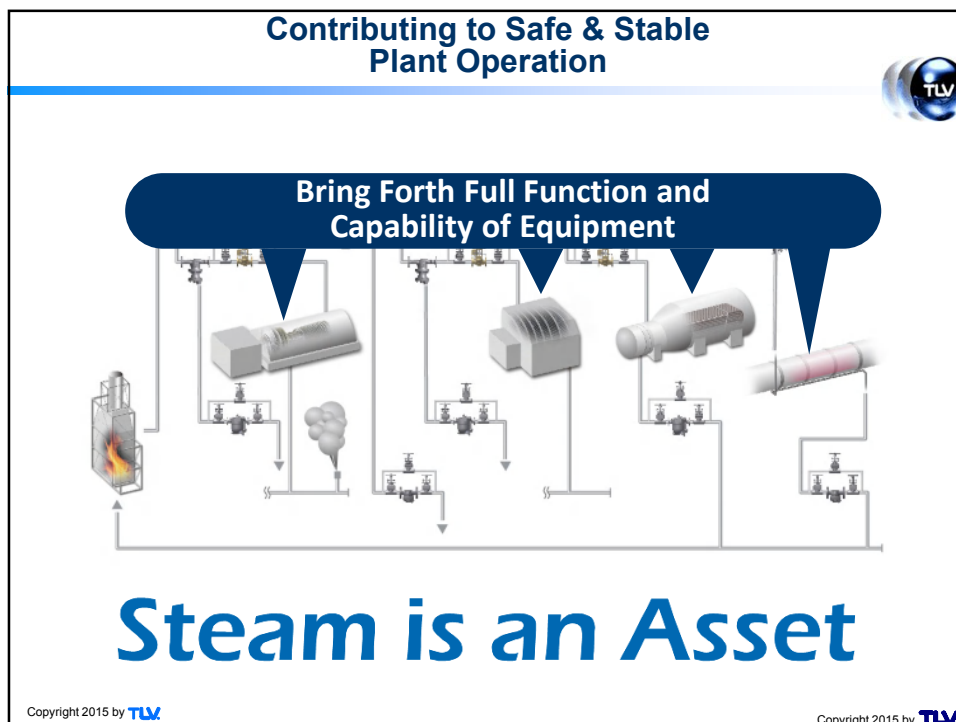 Contributing to Safe & Stable
Plant Operation
TLV
Bring Forth Full Function and
Capability of Equipment
Steam is an Asset
Copyright 2015 by TLV.
Copyright 2015 by TLV